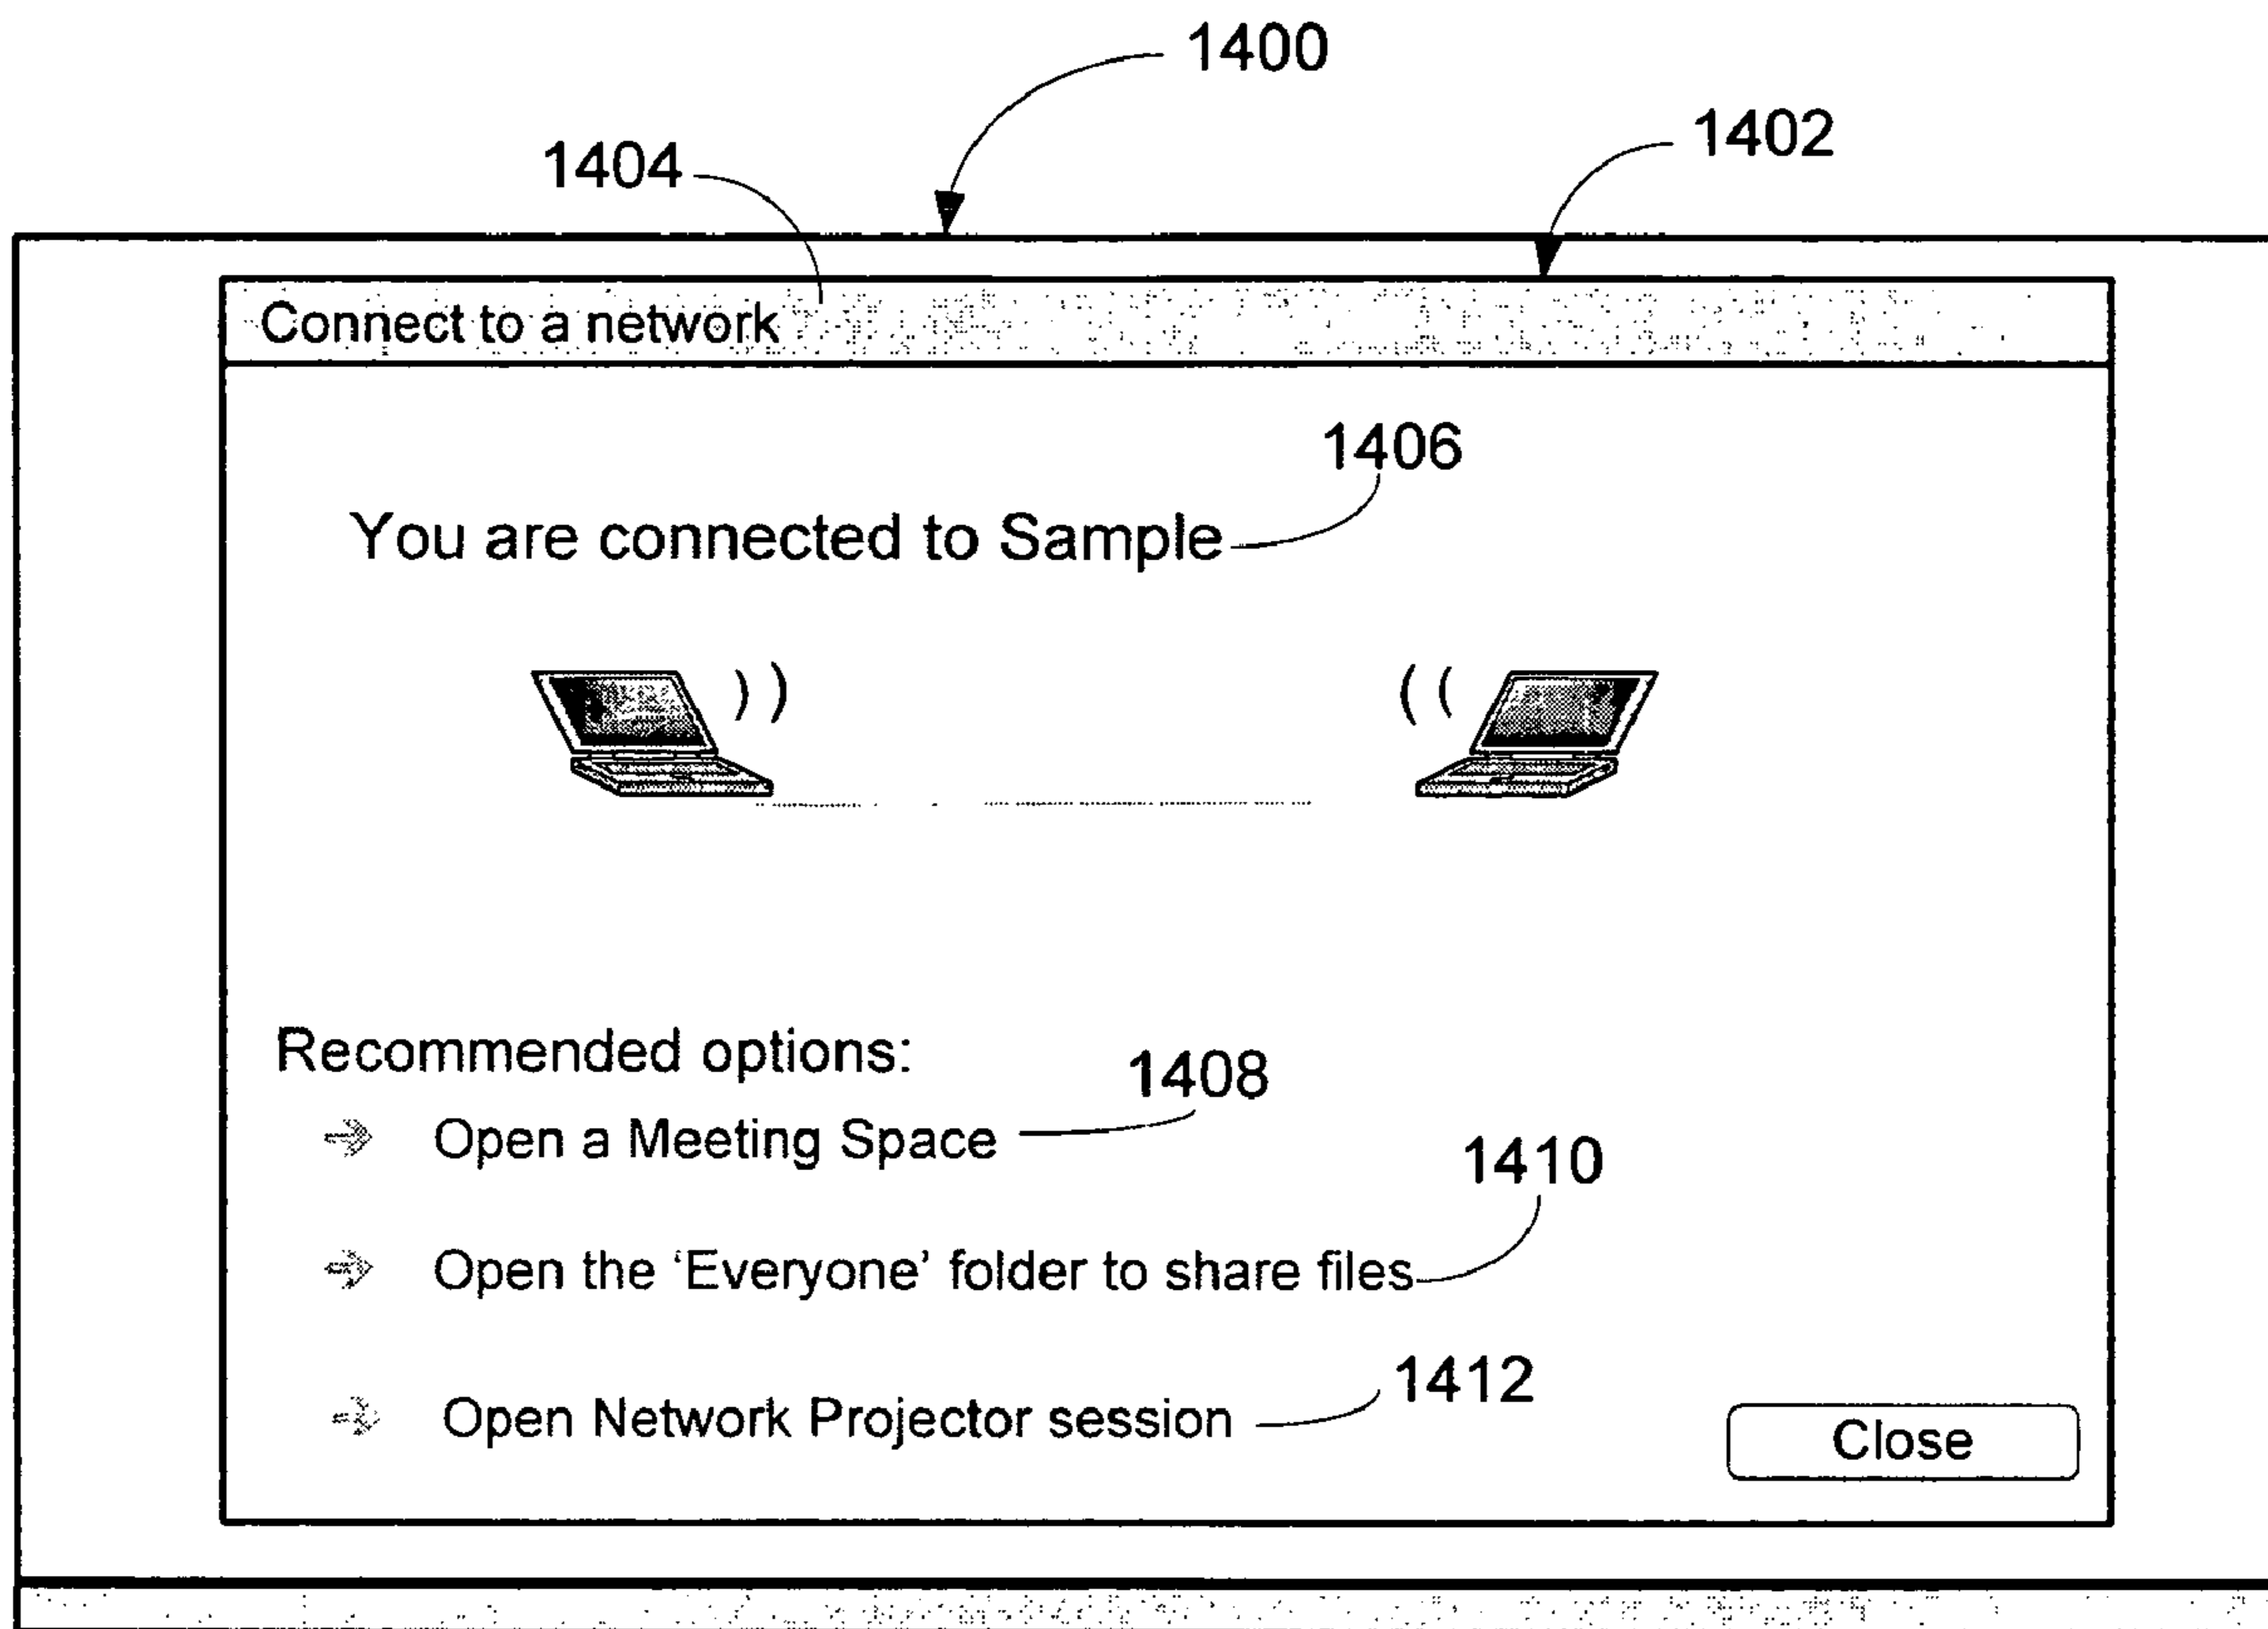 1400
1402
1404
Connect to a network
1406
You are connected to Sample
Recommended options:
1408
Open a Meeting Space
1410
Open the ‘Everyone’ folder to share files
1412
Open Network Projector session
Close